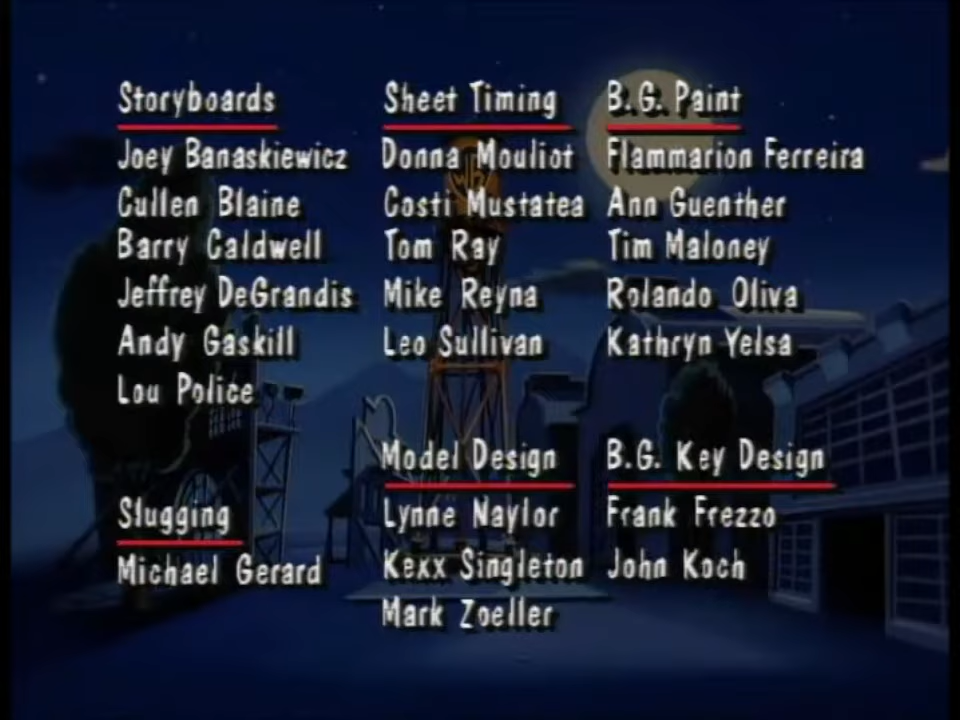 Storyboards
Joey Banaskiewicz
Cullen Blaine
Barry Caldwell
Jeffrey DeGrandis
Andy Gaskill
Lou Police
Slugging
Michael Gerard
Sheet Timing
Donna Mouliot
Costi Mustatea
Tom Ray
Mike Reyna
Leo Sullivan
Model Design
Lynne Naylor
Kexx Singleton
Mark Zoeller
B.G. Paint
Flammarion Ferreira
Ann Guenther
Tim Maloney
Rolando Oliva
Kathryn Yelsa
B.G. Key Design
Frank Frezzo
John Koch
WB